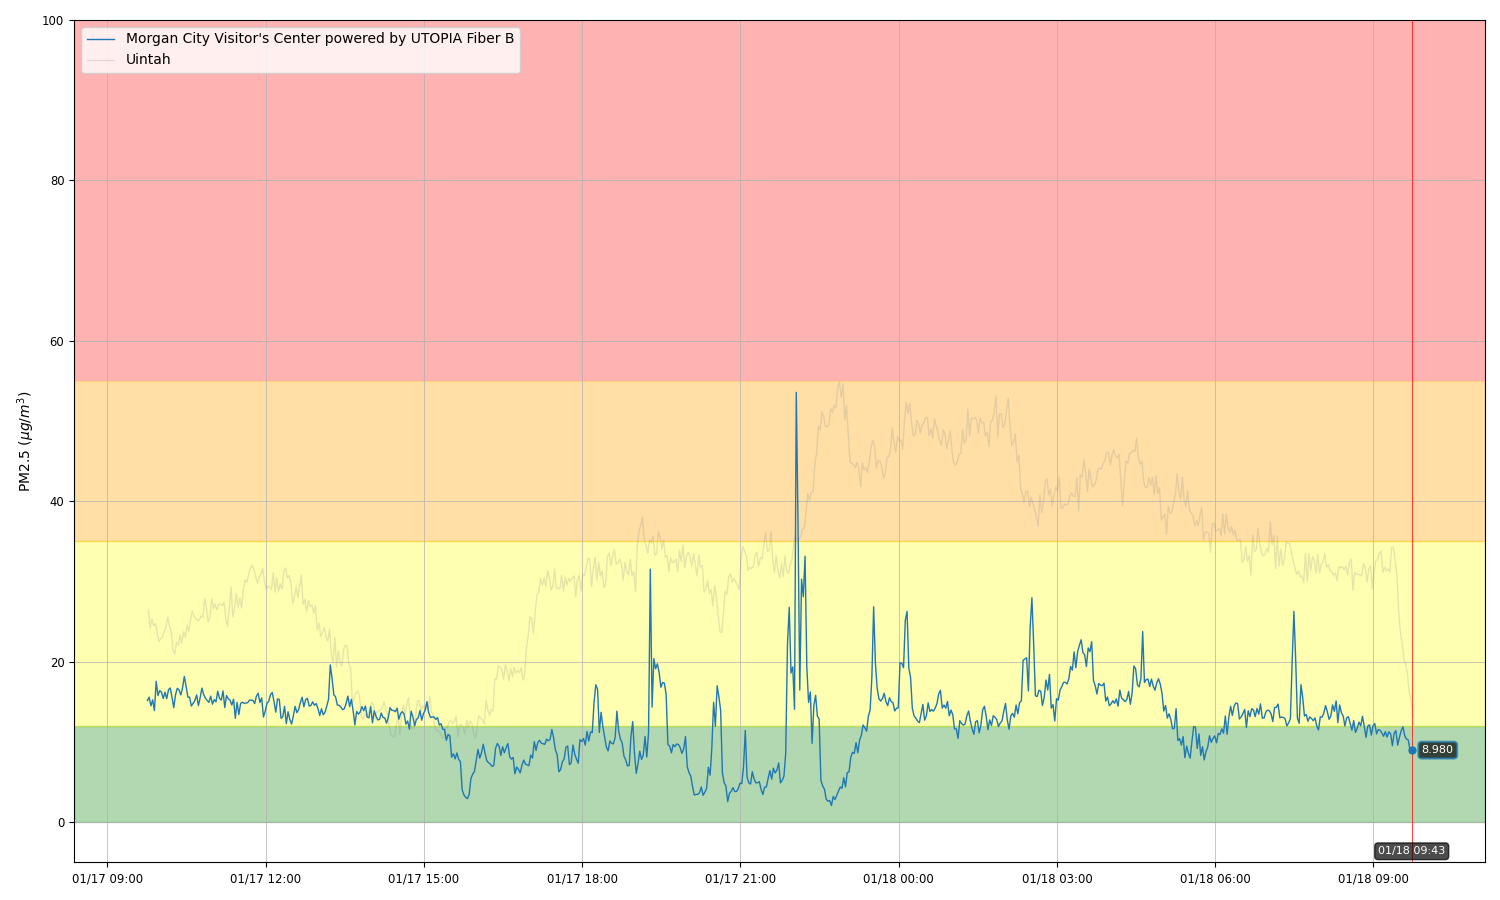 100
80
60
40
20
0
PM2.5 (μg/m³)
Morgan City Visitor's Center powered by UTOPIA Fiber B
Uintah
8.980
01/18 09:43
01/17 09:00 01/17 12:00 01/17 15:00 01/17 18:00 01/17 21:00 01/18 00:00 01/18 03:00 01/18 06:00 01/18 09:00